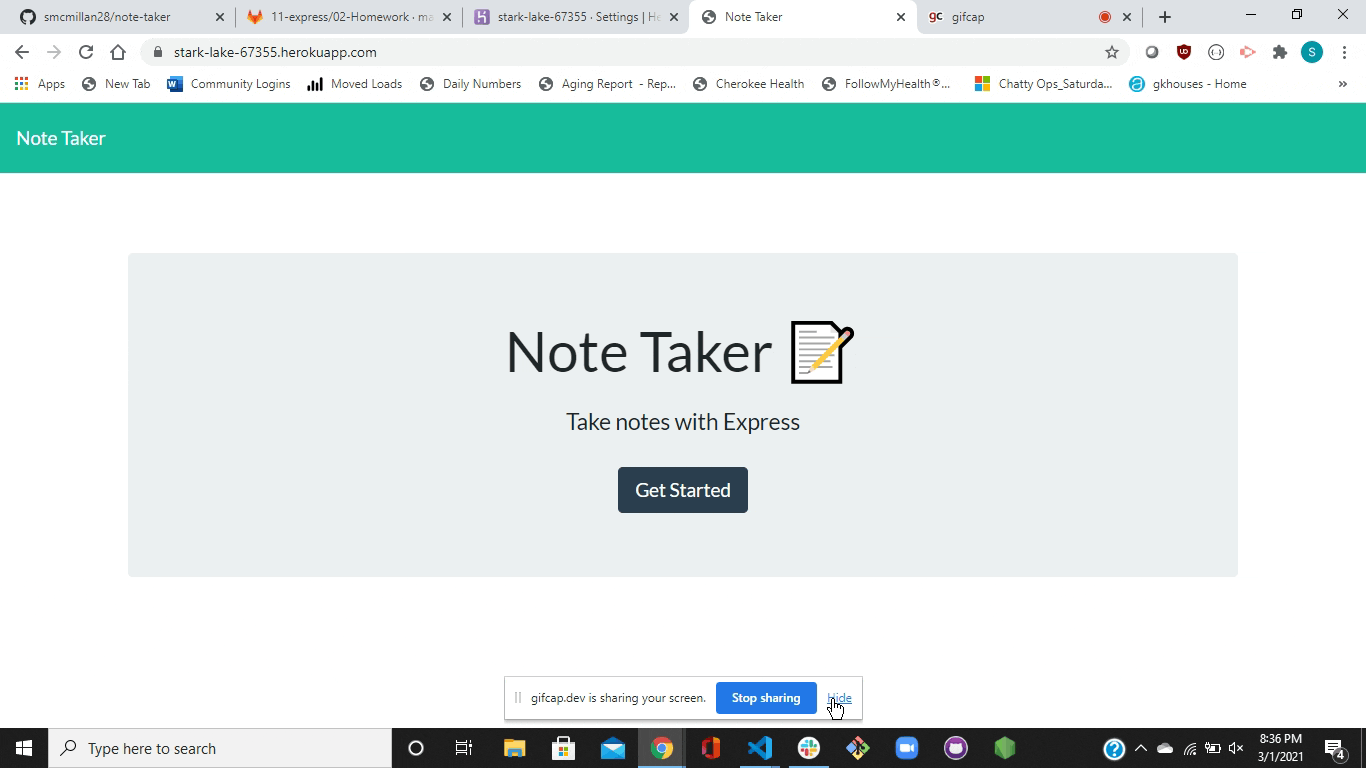 smcmillan28/note-taker
11-express/02-Homework · ma
stark-lake-67355 · Settings | He
Note Taker
gc gifcap
stark-lake-67355.herokuapp.com
UD
S
Apps
New Tab
Community Logins
Moved Loads
Daily Numbers
Aging Report - Rep...
Cherokee Health
FollowMyHealth®...
Chatty Ops_Saturda...
gkhouses - Home
»
Note Taker
Note Taker
Take notes with Express
Get Started
gifcap.dev is sharing your screen.
Stop sharing
Hide
Type here to search
8:36 PM
3/1/2021
4